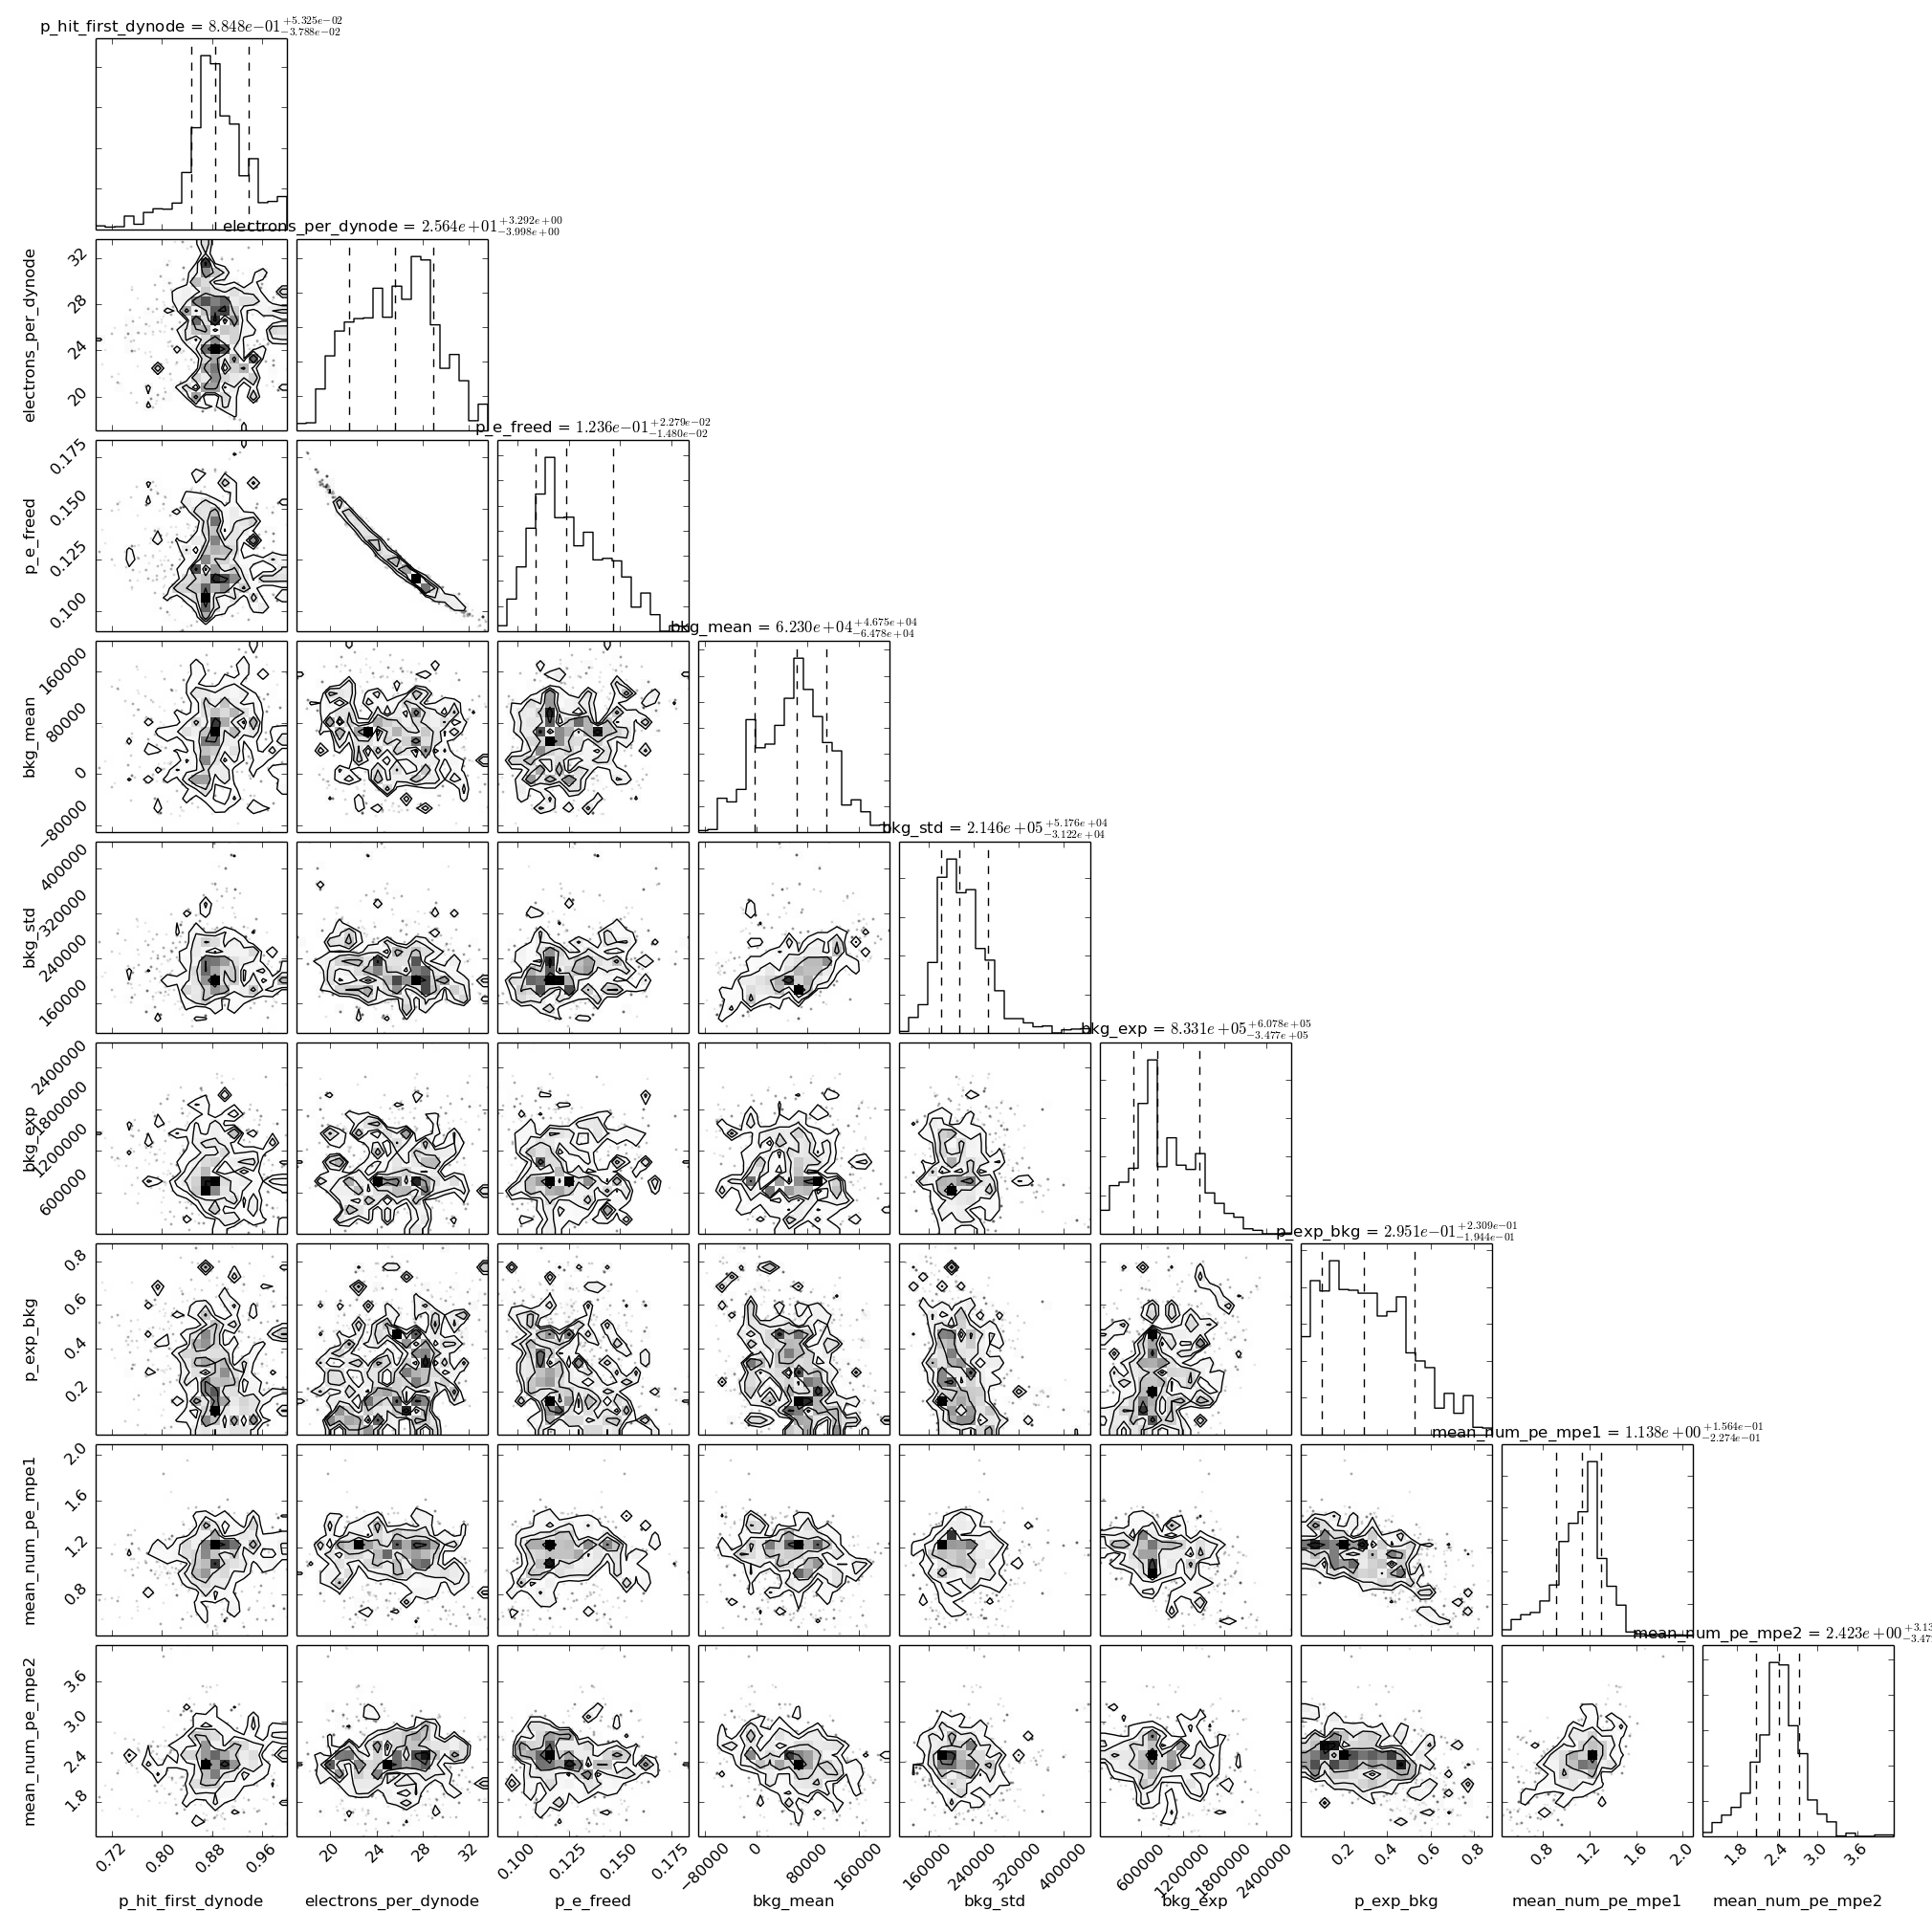 p_hit_first_dynode = 8.848e−01 +5.325e−02 −3.788e−02
electrons_per_dynode = 2.564e+01 +3.292e+00 −3.998e+00
electrons_per_dynode
32
28
24
20
p_e_freed = 1.236e−01 +2.279e−02 −1.480e−02
p_e_freed
0.175
0.150
0.125
0.100
bkg_mean = 6.230e+04 +4.675e+04 −6.478e+04
bkg_mean
160000
80000
0
−80000
bkg_std = 2.146e+05 +5.176e+04 −3.122e+04
bkg_std
400000
320000
240000
160000
bkg_exp = 8.331e+05 +6.078e+05 −3.477e+05
bkg_exp
2400000
1800000
1200000
600000
p_exp_bkg = 2.951e−01 +2.309e−01 −1.944e−01
p_exp_bkg
0.8
0.6
0.4
0.2
mean_num_pe_mpe1 = 1.138e+00 +1.564e−01 −2.274e−01
mean_num_pe_mpe1
2.0
1.6
1.2
0.8
mean_num_pe_mpe2 = 2.423e+00
mean_num_pe_mpe2
3.6
3.0
2.4
1.8
0.72 0.80 0.88 0.96 20 24 28 32 0.100 0.125 0.150 0.175 −80000 0 80000 160000 160000 240000 320000 400000 600000 1200000 1800000 2400000 0.2 0.4 0.6 0.8 0.8 1.2 1.6 2.0 1.8 2.4 3.0 3.6
p_hit_first_dynode electrons_per_dynode p_e_freed bkg_mean bkg_std bkg_exp p_exp_bkg mean_num_pe_mpe1 mean_num_pe_mpe2